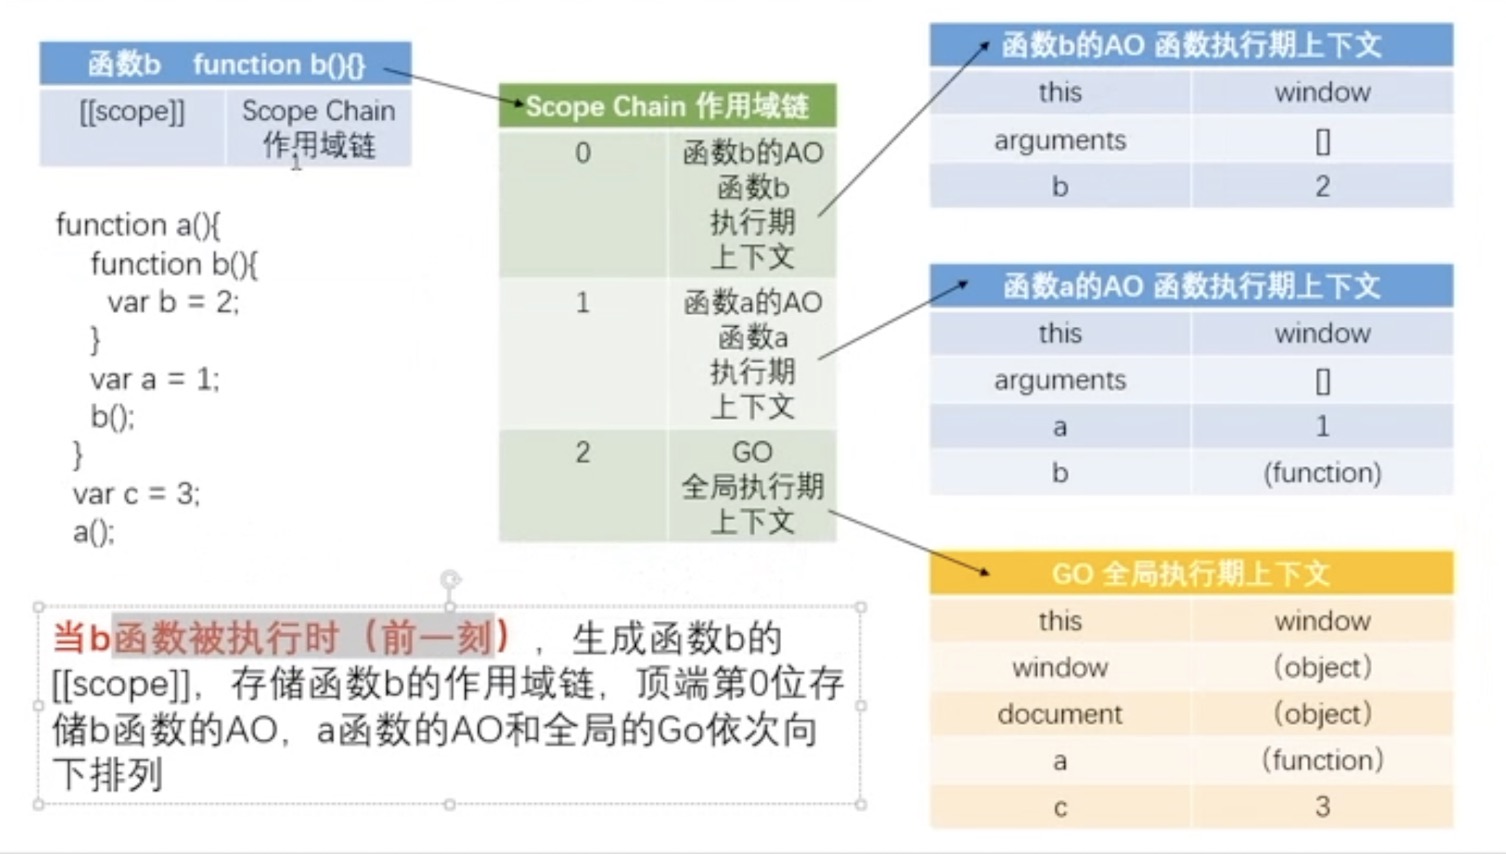 函数b function b(){}
[[scope]] Scope Chain
作用域链
function a(){
function b(){
var b = 2;
}
var a = 1;
b();
}
var c = 3;
a();
当b函数被执行时（前一刻），生成函数b的
[[scope]]，存储函数b的作用域链，顶端第0位存
储b函数的AO，a函数的AO和全局的Go依次向
下排列
Scope Chain 作用域链
0 函数b的AO
函数b
执行期
上下文
1 函数a的AO
函数a
执行期
上下文
2 GO
全局执行期
上下文
函数b的AO 函数执行期上下文
this window
arguments []
b 2
函数a的AO 函数执行期上下文
this window
arguments []
a 1
b (function)
GO 全局执行期上下文
this window
window （object）
document （object）
a （function）
c 3